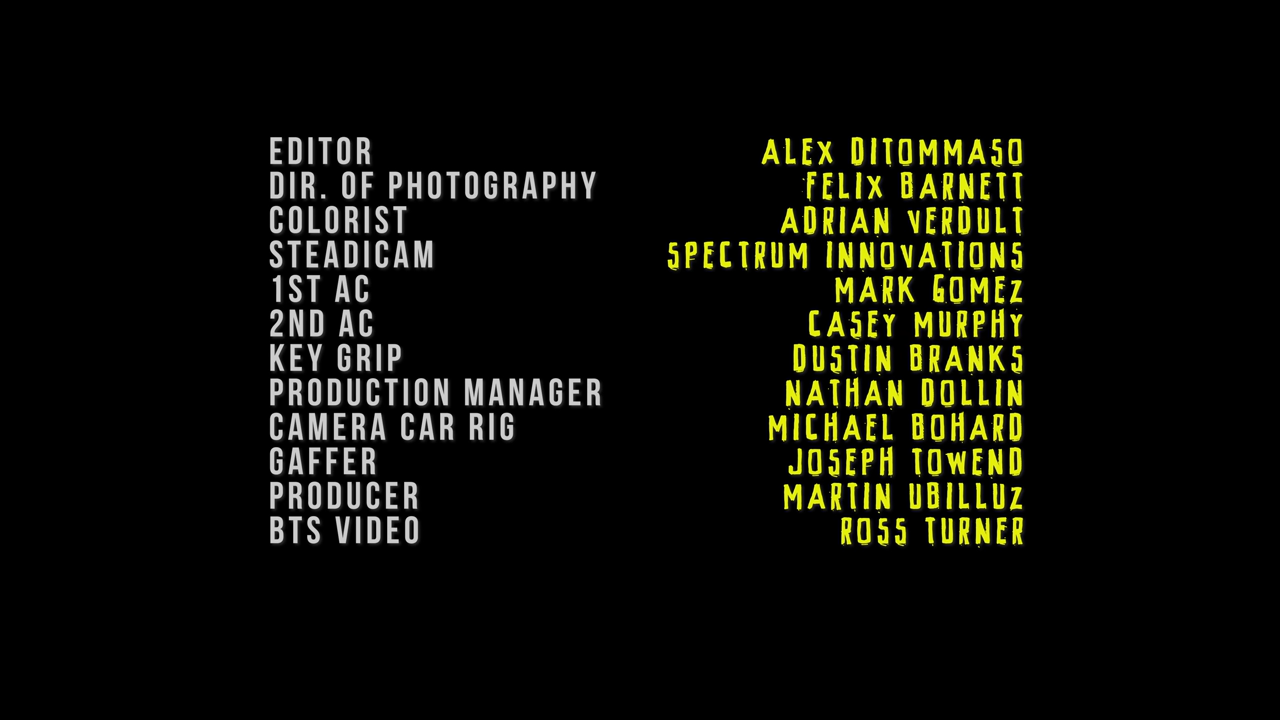 EDITOR ALEX DITOMMASO
DIR. OF PHOTOGRAPHY FELIX BARNETT
COLORIST ADRIAN VERDULT
STEADICAM SPECTRUM INNOVATIONS
1ST AC MARK GOMEZ
2ND AC CASEY MURPHY
KEY GRIP DUSTIN BRANKS
PRODUCTION MANAGER NATHAN DOLLIN
CAMERA CAR RIG MICHAEL BOHARD
GAFFER JOSEPH TOWEND
PRODUCER MARTIN UBILLUZ
BTS VIDEO ROSS TURNER